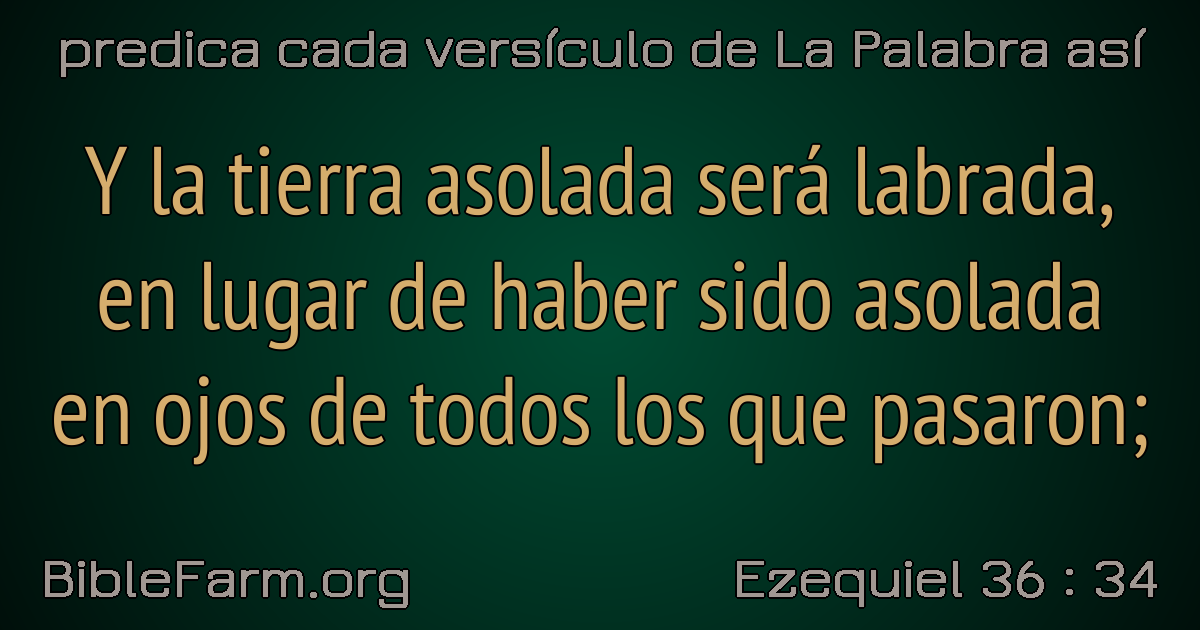 predica cada versículo de La Palabra así
Y la tierra asolada será labrada,
en lugar de haber sido asolada
en ojos de todos los que pasaron;
BibleFarm.org
Ezequiel 36 : 34